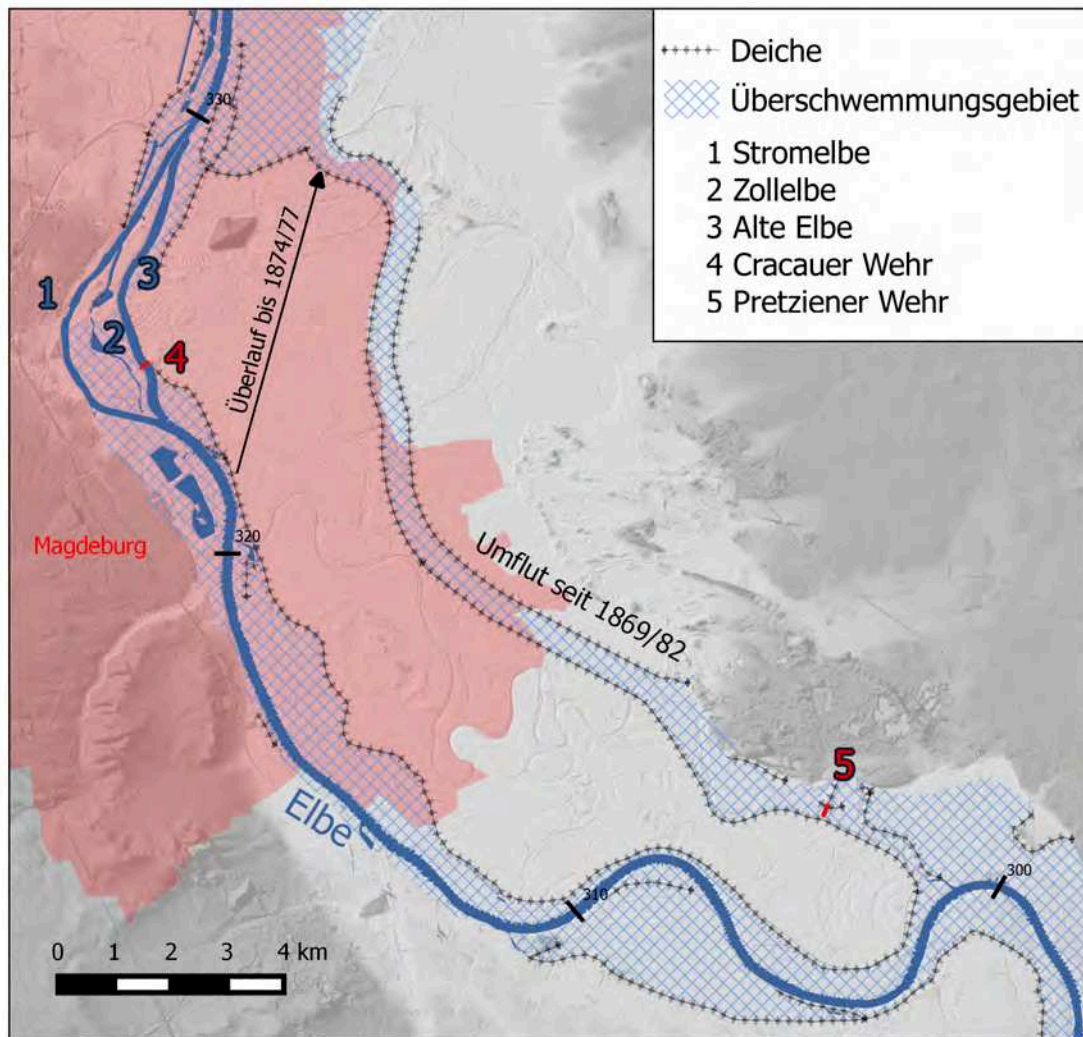 Deiche
Überschwemmungsgebiet
1 Stromelbe
2 Zollelbe
3 Alte Elbe
4 Cracauer Wehr
5 Pretziener Wehr
330
Überlauf bis 1874/77
1
2
3
4
Magdeburg
320
Umflut seit 1869/82
5
Elbe
310
300
0 1 2 3 4 km